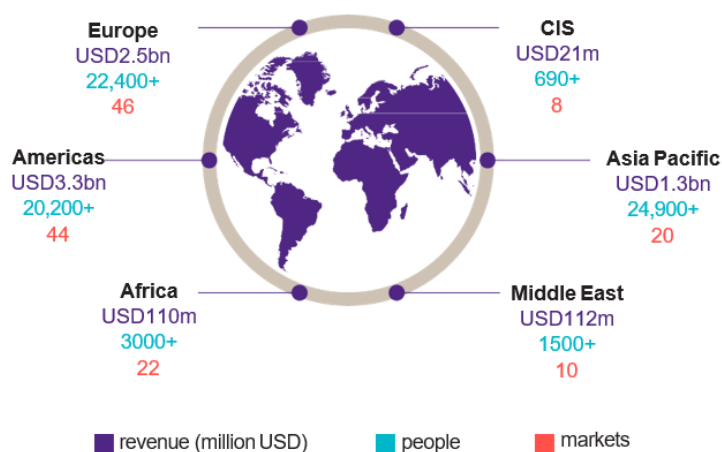 Europe
USD2.5bn
22,400+
46
CIS
USD21m
690+
8
Americas
USD3.3bn
20,200+
44
Asia Pacific
USD1.3bn
24,900+
20
Africa
USD110m
3000+
22
Middle East
USD112m
1500+
10
revenue (million USD)
people
markets